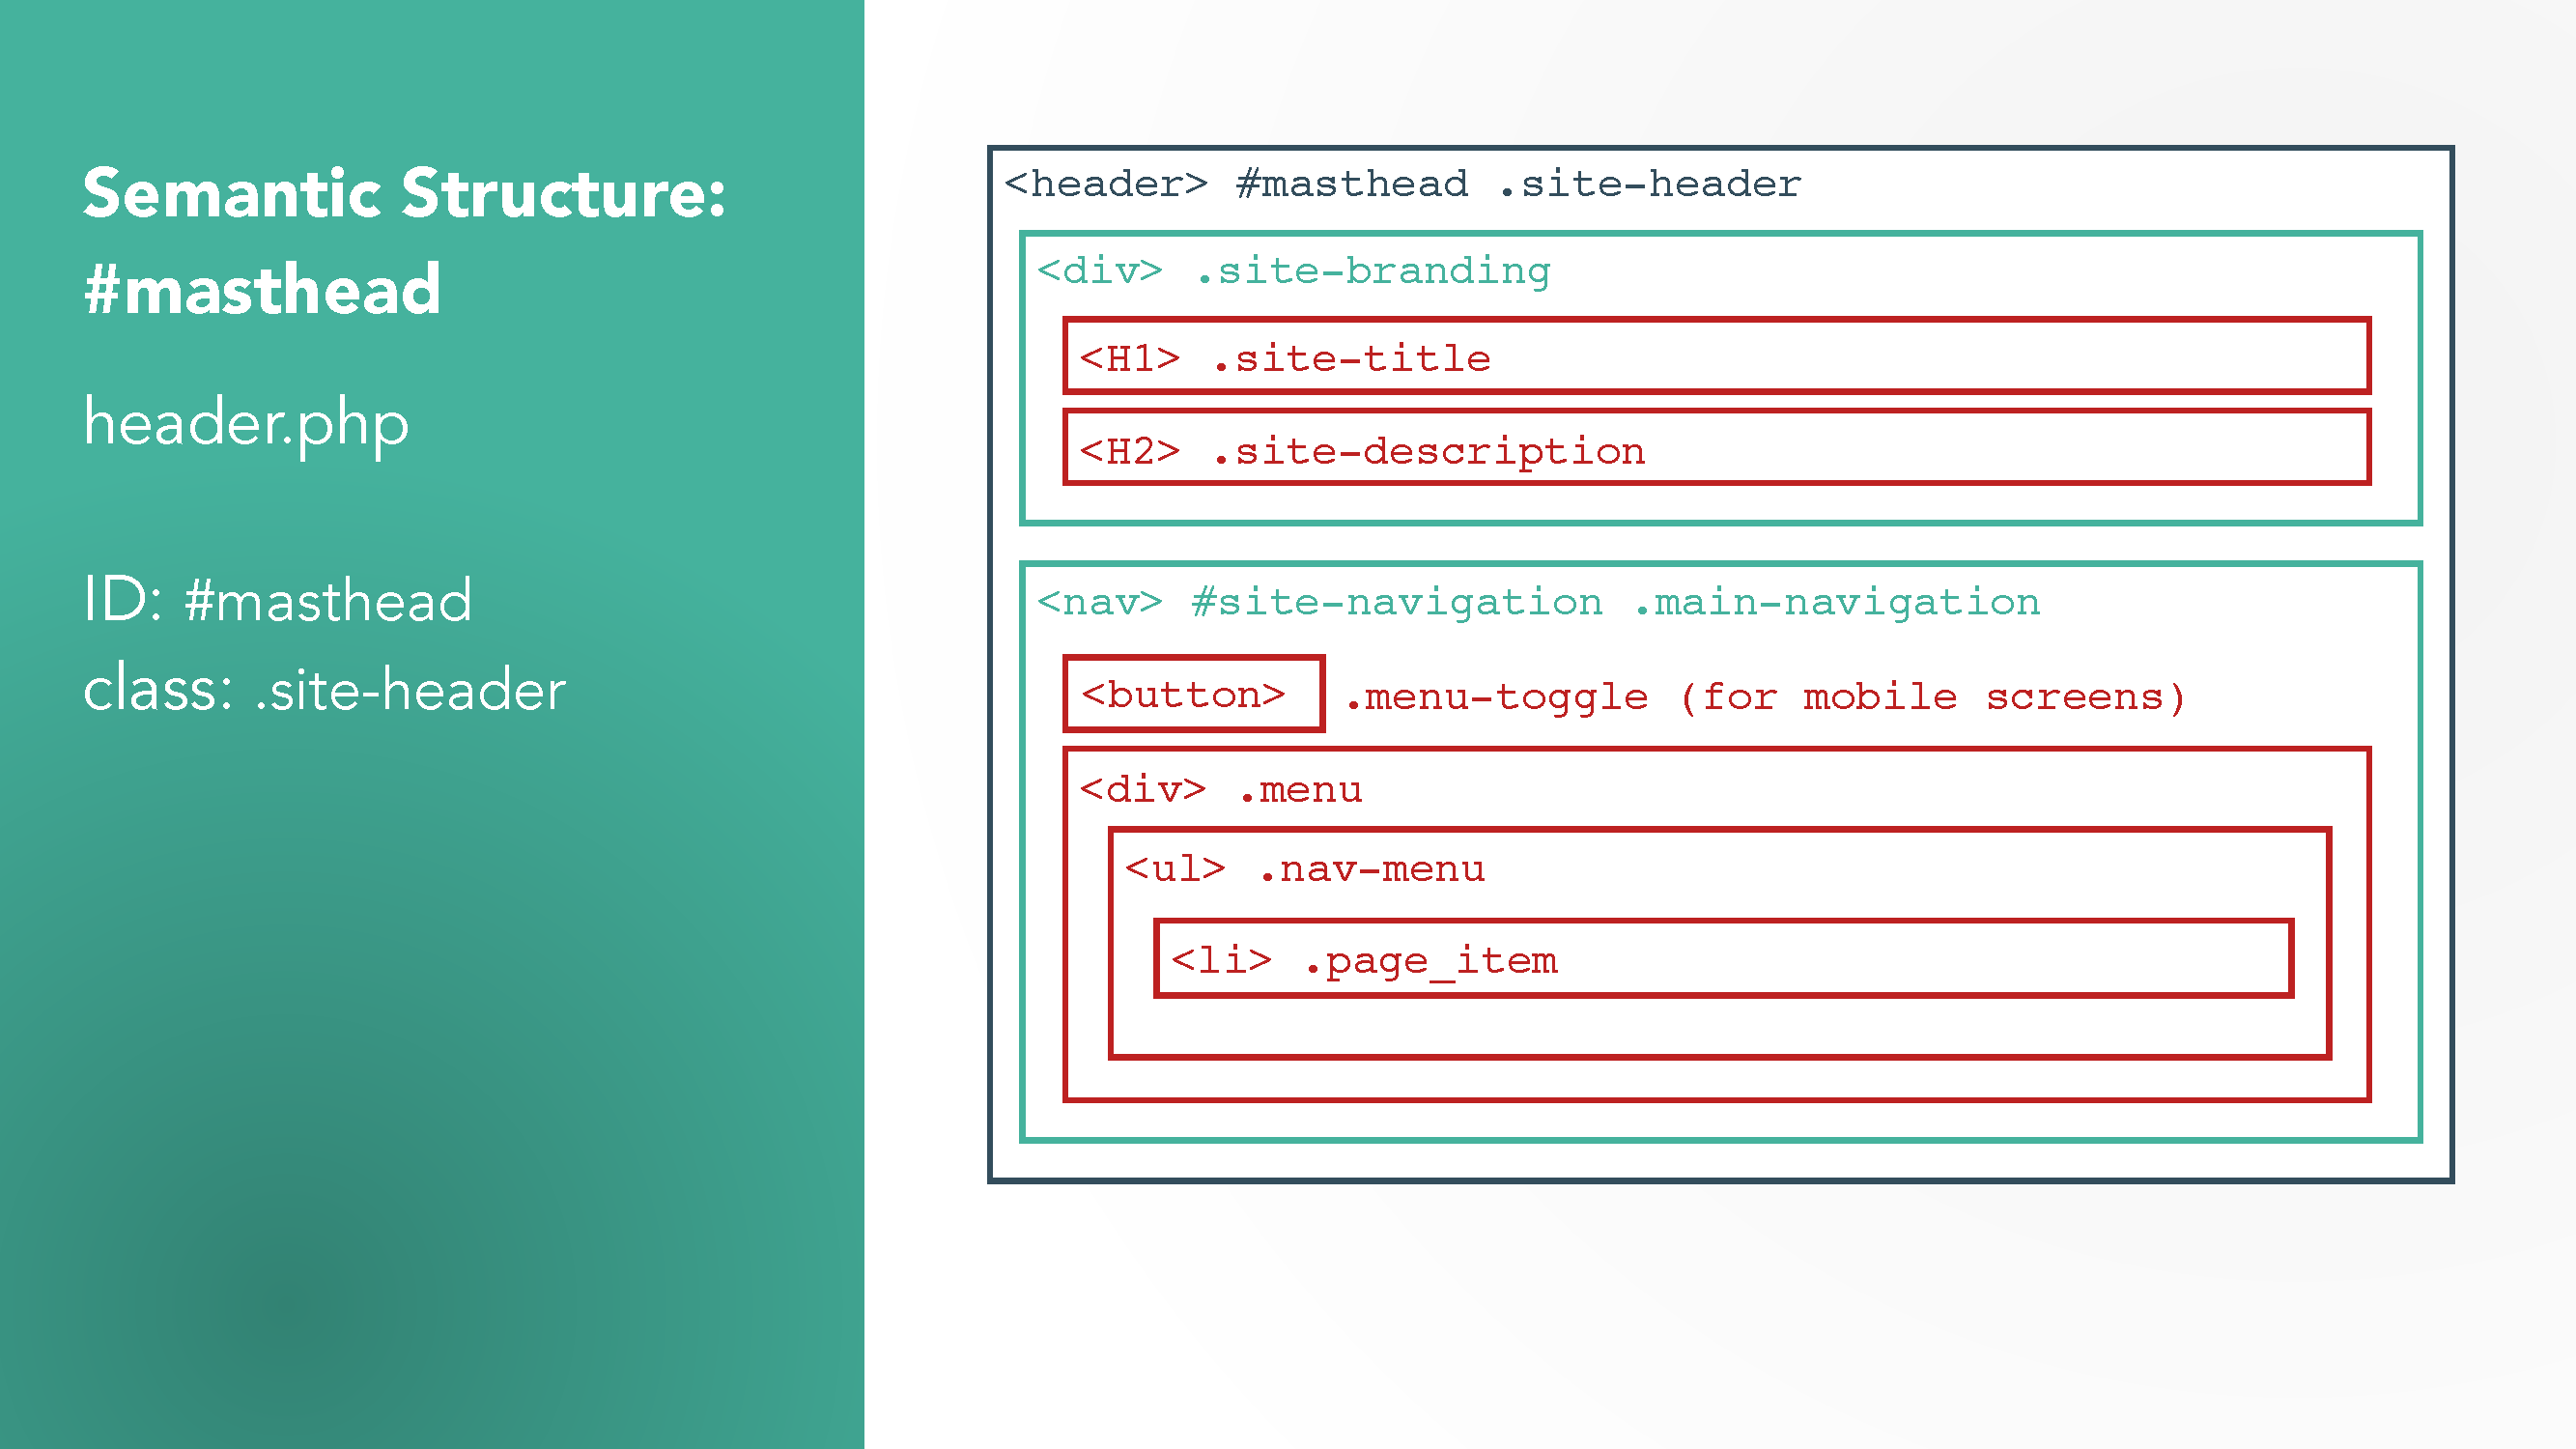 Semantic Structure:
#masthead
header.php
ID: #masthead
class: .site-header
<header> #masthead .site-header
<div> .site-branding
<H1> .site-title
<H2> .site-description
<nav> #site-navigation .main-navigation
<button> .menu-toggle (for mobile screens)
<div> .menu
<ul> .nav-menu
<li> .page_item